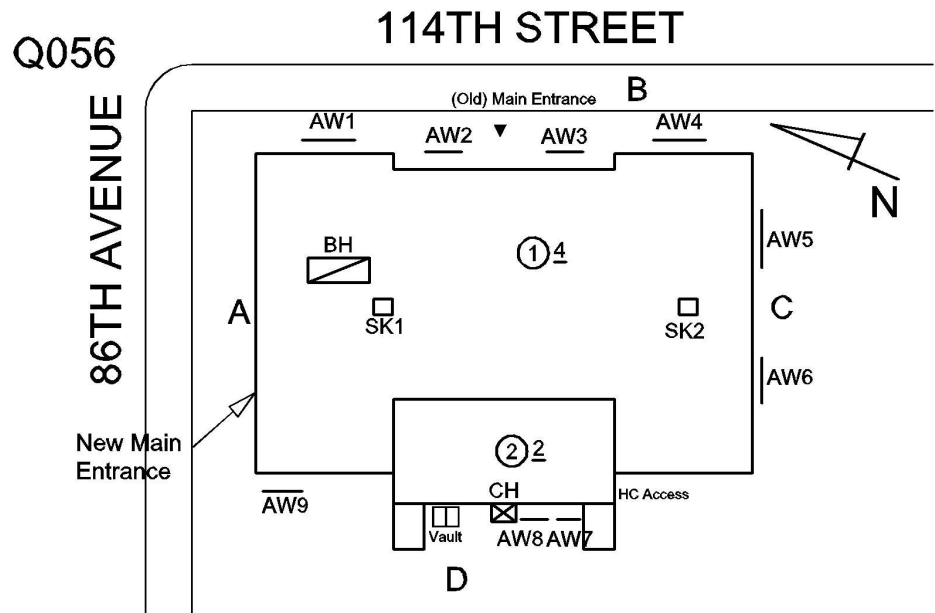 114TH STREET
Q056
86TH AVENUE
(Old) Main Entrance
B
AW1
AW2
AW3
AW4
N
AW5
BH
1 4
A
SK1
SK2
C
AW6
New Main
Entrance
2 2
AW9
CH
HC Access
Vault
AW8
AW7
D